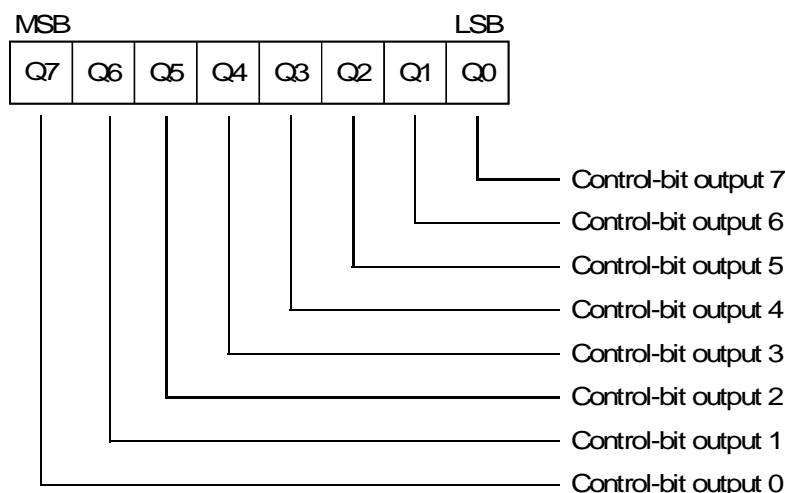 MSB LSB
Q7 Q6 Q5 Q4 Q3 Q2 Q1 Q0
Control-bit output 7
Control-bit output 6
Control-bit output 5
Control-bit output 4
Control-bit output 3
Control-bit output 2
Control-bit output 1
Control-bit output 0